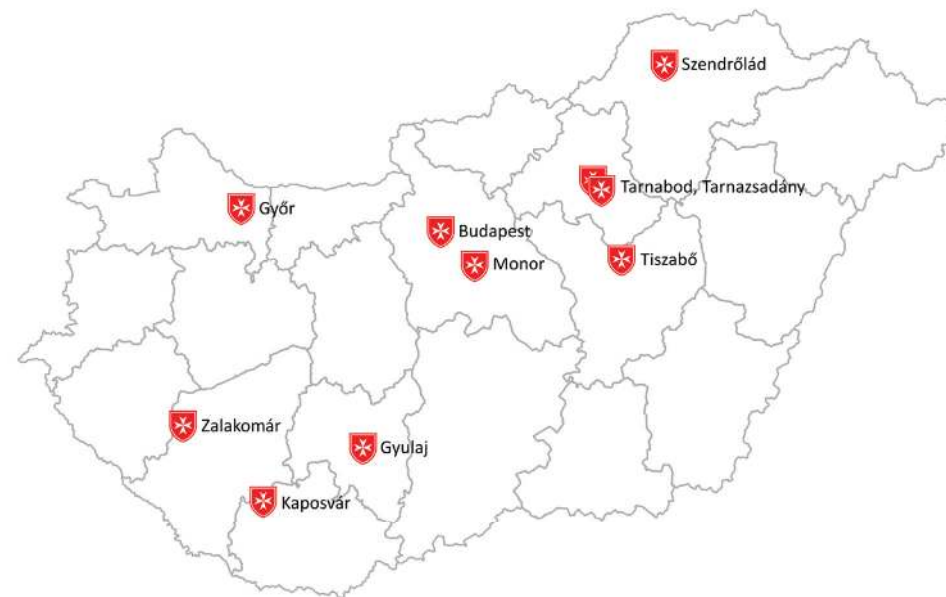 Szendrőlád
Tarnabod, Tarnazsadány
Győr
Budapest
Monor
Tiszabő
Zalakomár
Gyulaj
Kaposvár